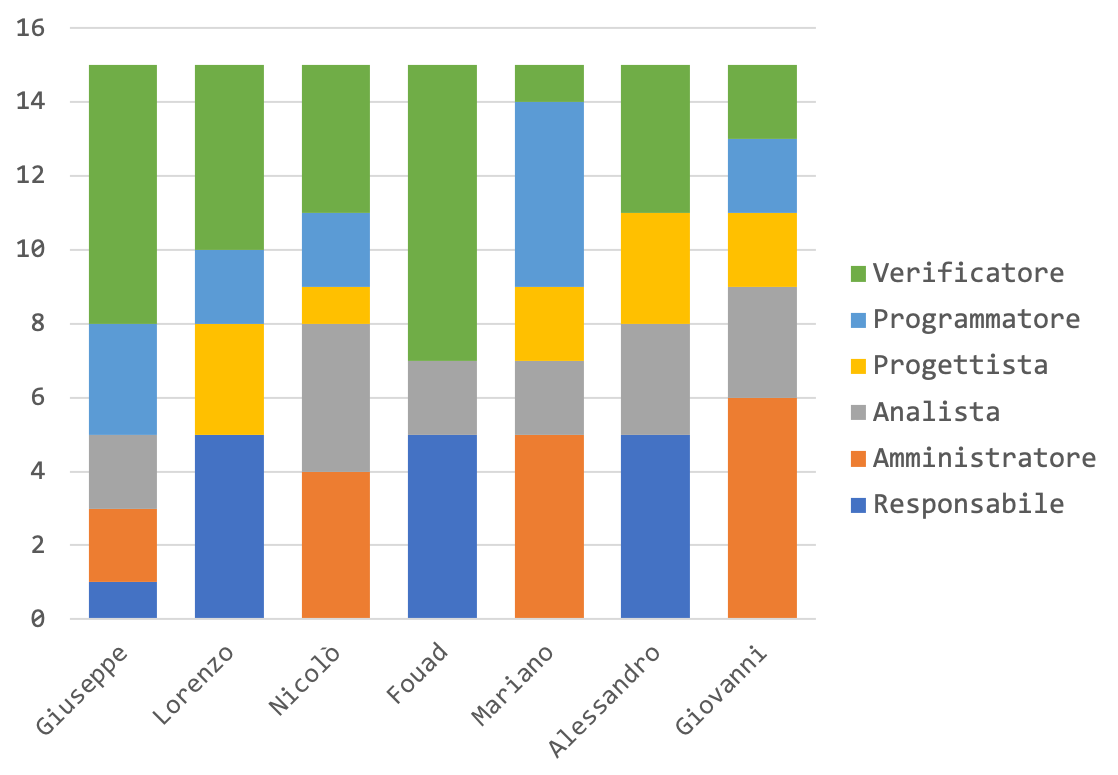 16
14
12
10
8
6
4
2
0
Giuseppe
Lorenzo
Nicolò
Fouad
Mariano
Alessandro
Giovanni
Verificatore
Programmatore
Progettista
Analista
Amministratore
Responsabile